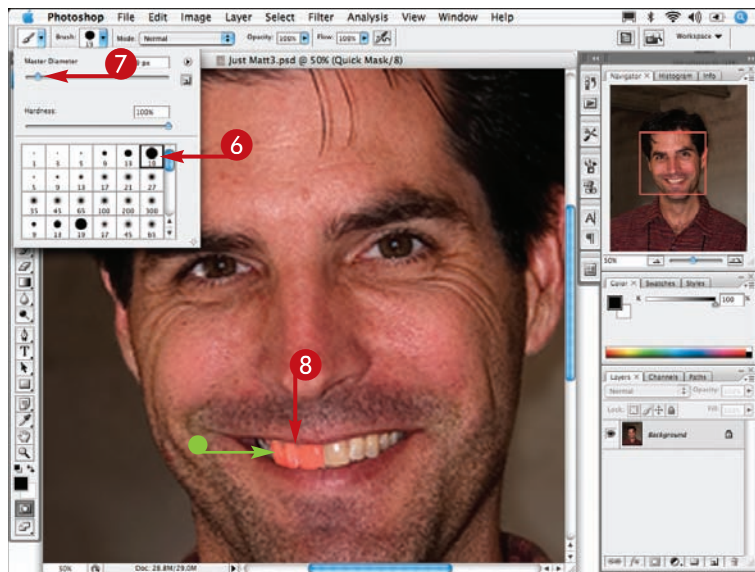 Photoshop File Edit Image Layer Select Filter Analysis View Window Help
Brush: 19 Mode: Normal Opacity: 100% Flow: 100% Workspace
Master Diameter px
7
Just Matt3.psd @ 50% (Quick Mask/8)
Hardness: 100%
6
1 3 5 9 13 19
5 9 13 17 21 27
35 45 65 100 200 300
9 13 19 17 45 65
8
50% Doc: 28.8M/29.0M
Navigator × Histogram Info
50%
Color × Swatches Styles
K 100 %
Layers × Channels Paths
Normal Opacity: 100%
Lock: Fill: 100%
Background